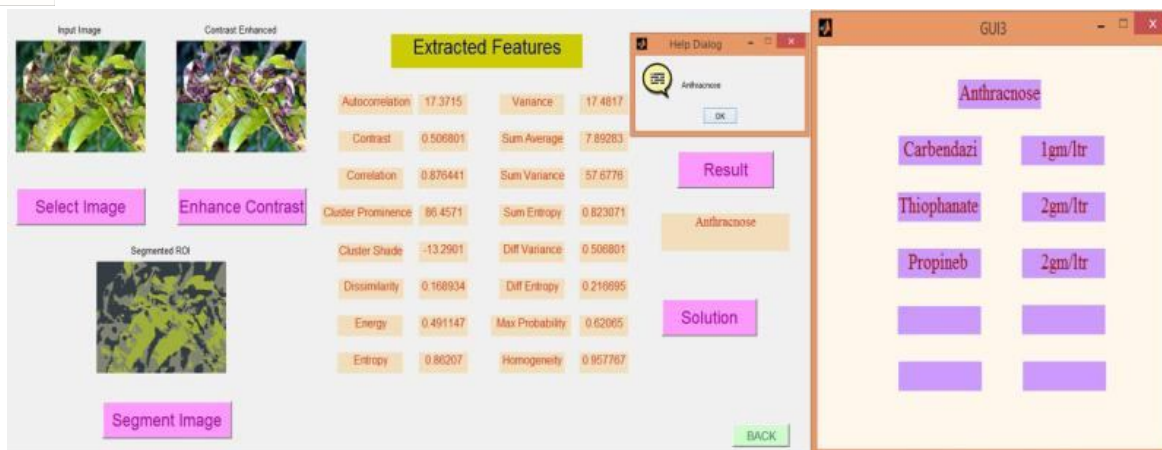 Input Image
Contrast Enhanced
Select Image
Enhance Contrast
Segmented ROI
Segment Image
Extracted Features
Autocorrelation 17.3715 Variance 17.4817
Contrast 0.506801 Sum Average 7.89283
Correlation 0.876441 Sum Variance 57.6776
Cluster Prominence 86.4571 Sum Entropy 0.823071
Cluster Shade -13.2901 Diff Variance 0.506801
Dissimilarity 0.168934 Diff Entropy 0.216695
Energy 0.491147 Max Probability 0.62065
Entropy 0.86207 Homogeneity 0.957767
Help Dialog
Anthracnose
OK
Result
Anthracnose
Solution
BACK
GUI3
Anthracnose
Carbendazi 1gm/ltr
Thiophanate 2gm/ltr
Propineb 2gm/ltr